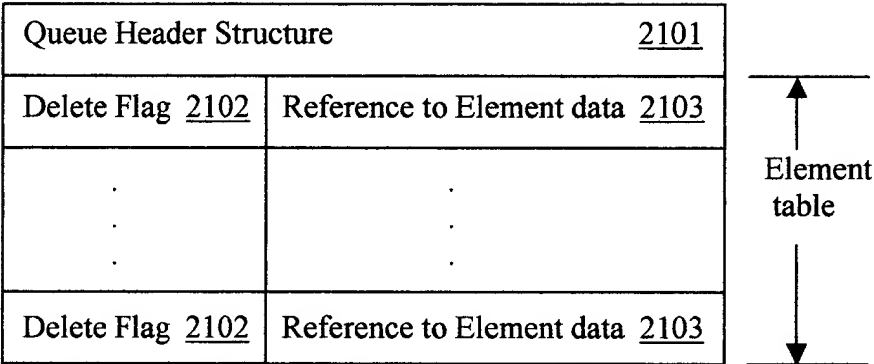 Queue Header Structure 2101
Delete Flag 2102 Reference to Element data 2103
Element
table
Delete Flag 2102 Reference to Element data 2103